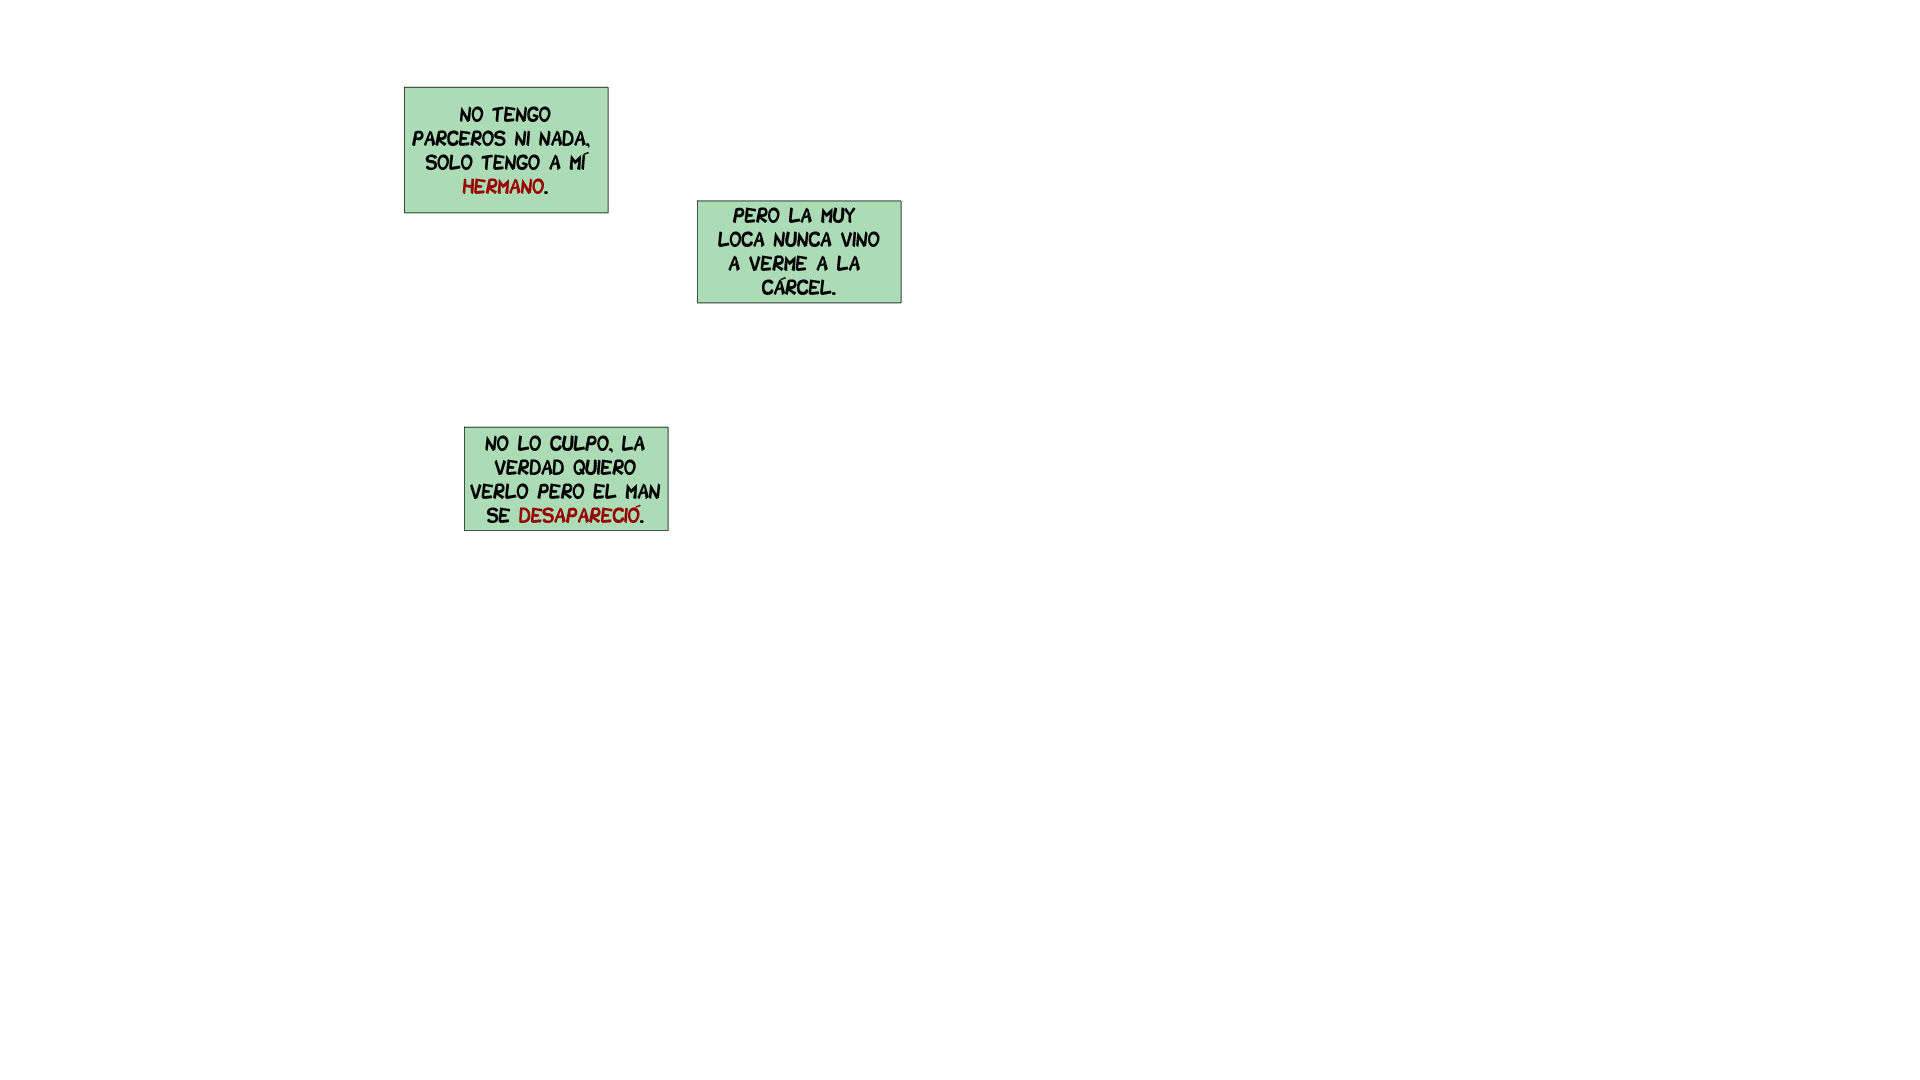 NO TENGO
PARCEROS NI NADA,
SOLO TENGO A MÍ
HERMANO.
PERO LA MUY
LOCA NUNCA VINO
A VERME A LA
CÁRCEL.
NO LO CULPO, LA
VERDAD QUIERO
VERLO PERO EL MAN
SE DESAPARECIÓ.